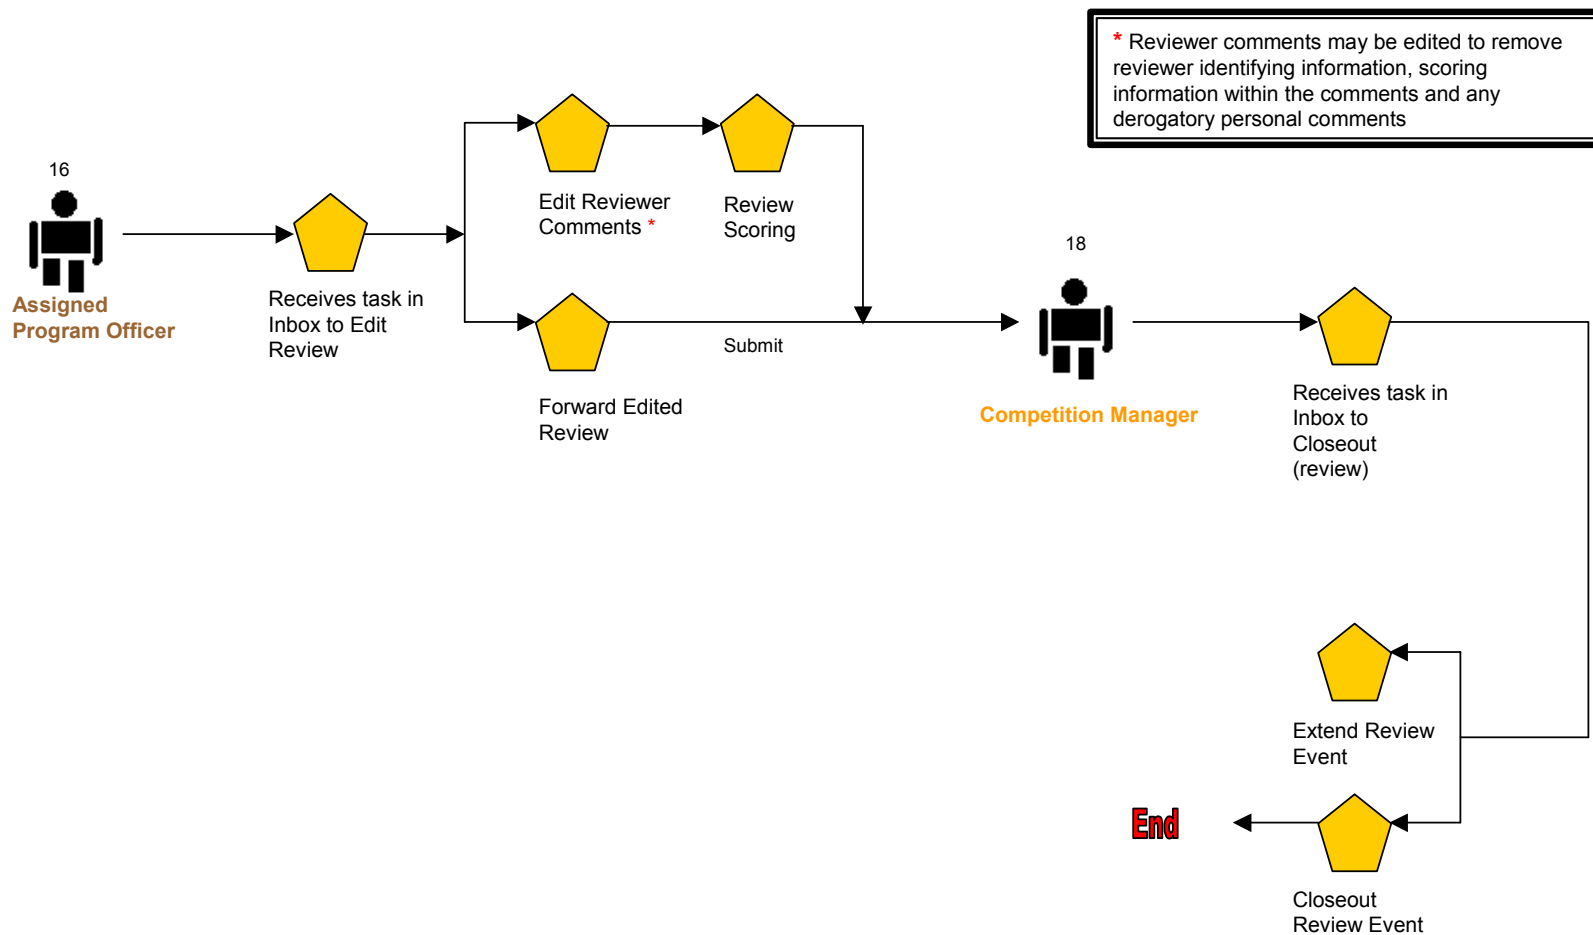 * Reviewer comments may be edited to remove
reviewer identifying information, scoring
information within the comments and any
derogatory personal comments
16
Assigned
Program Officer
Receives task in
Inbox to Edit
Review
Edit Reviewer
Comments *
Review
Scoring
Forward Edited
Review
Submit
18
Competition Manager
Receives task in
Inbox to
Closeout
(review)
Extend Review
Event
End
Closeout
Review Event